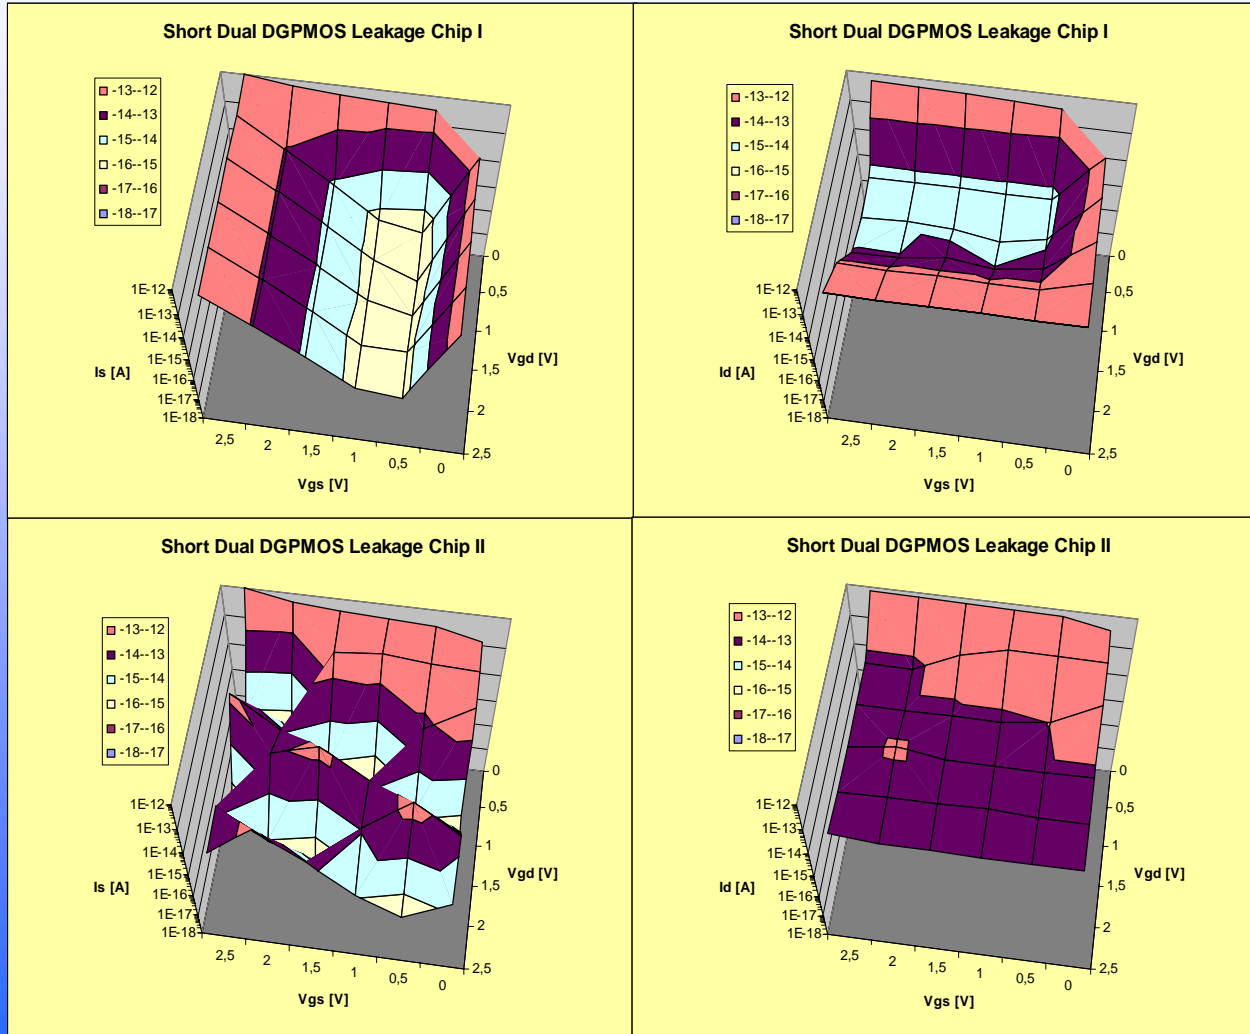 Short Dual DGPMOS Leakage Chip I
-13--12
-14--13
-15--14
-16--15
-17--16
-18--17
1E-12
1E-13
1E-14
1E-15
1E-16
1E-17
1E-18
Is [A]
2,5
2
1,5
1
0,5
0
Vgs [V]
0
0,5
1
1,5
2
2,5
Vgd [V]
Short Dual DGPMOS Leakage Chip I
-13--12
-14--13
-15--14
-16--15
-17--16
-18--17
1E-12
1E-13
1E-14
1E-15
1E-16
1E-17
1E-18
Id [A]
2,5
2
1,5
1
0,5
0
Vgs [V]
0
0,5
1
1,5
2
2,5
Vgd [V]
Short Dual DGPMOS Leakage Chip II
-13--12
-14--13
-15--14
-16--15
-17--16
-18--17
1E-12
1E-13
1E-14
1E-15
1E-16
1E-17
1E-18
Is [A]
2,5
2
1,5
1
0,5
0
Vgs [V]
0
0,5
1
1,5
2
2,5
Vgd [V]
Short Dual DGPMOS Leakage Chip II
-13--12
-14--13
-15--14
-16--15
-17--16
-18--17
1E-12
1E-13
1E-14
1E-15
1E-16
1E-17
1E-18
Id [A]
2,5
2
1,5
1
0,5
0
Vgs [V]
0
0,5
1
1,5
2
2,5
Vgd [V]